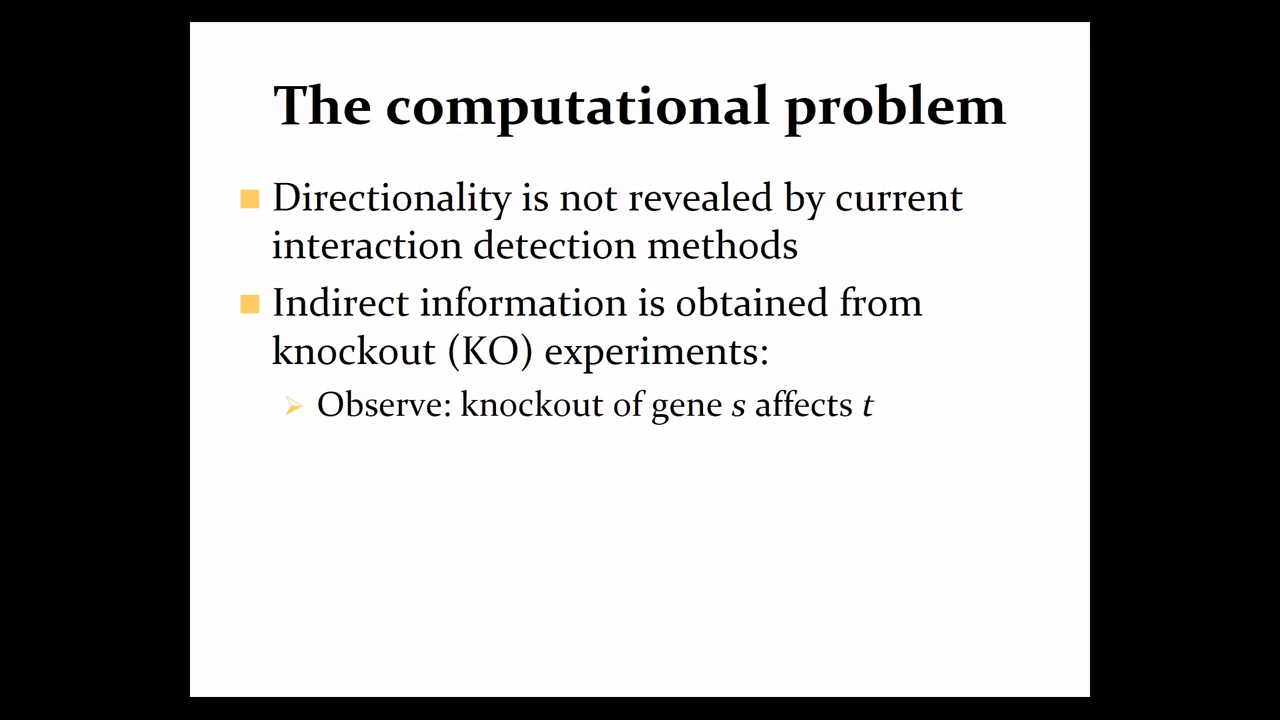 The computational problem
Directionality is not revealed by current
interaction detection methods
Indirect information is obtained from
knockout (KO) experiments:
Observe: knockout of gene s affects t